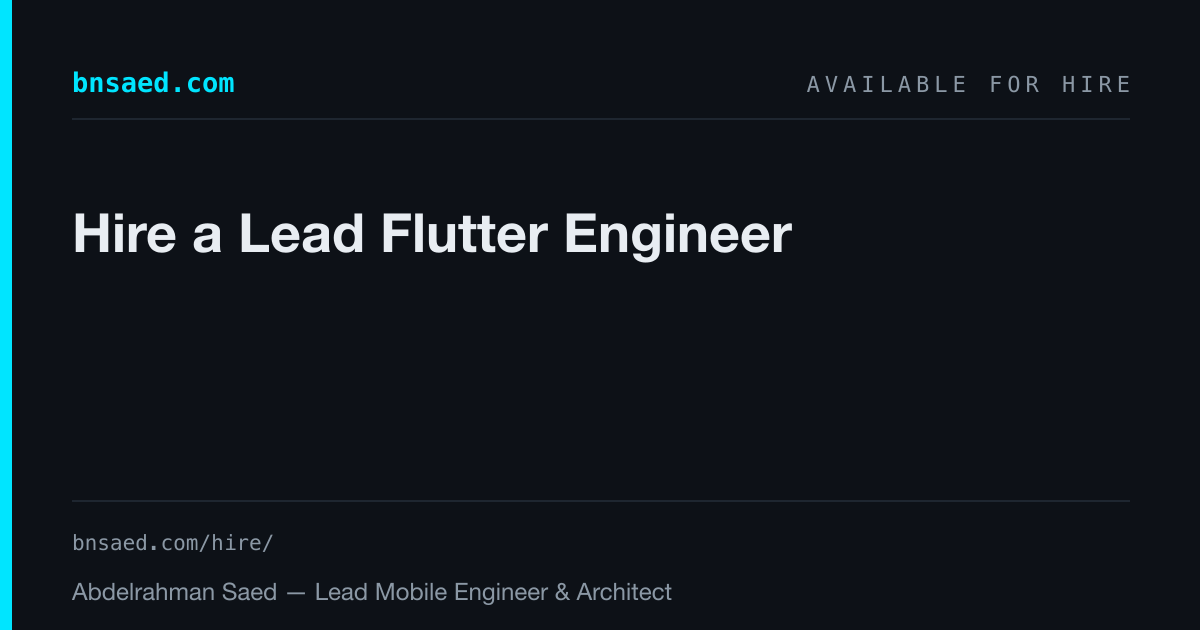 bnsaed.com
AVAILABLE FOR HIRE
Hire a Lead Flutter Engineer
bnsaed.com/hire/
Abdelrahman Saed — Lead Mobile Engineer & Architect